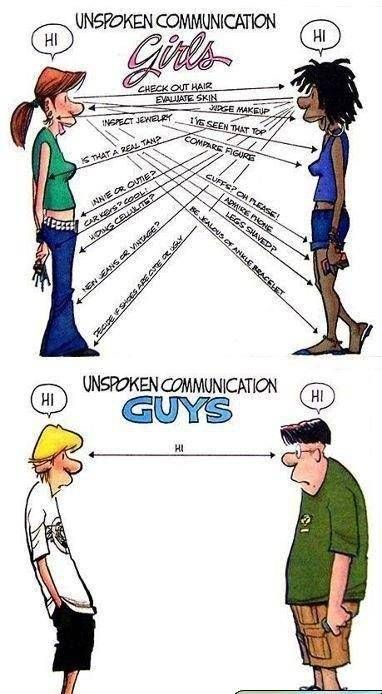 UNSPOKEN COMMUNICATION
Girls
HI
HI
CHECK OUT HAIR
EVALUATE SKIN
JUDGE MAKEUP
INSPECT JEWELRY
I'VE SEEN THAT TOP
IS THAT A REAL TAN?
COMPARE FIGURE
INNIE OR OUTIE?
CAR KEYS? COOL!
HIDING CELLULITE?
NEW JEANS OR VINTAGE?
DECIDE IF SHOES ARE CUTE OR UGLY
CUFFS? OH PLEASE!
ADMIRE PHONE
LEGS SHAVED?
BE JEALOUS OF ANKLE BRACELET
UNSPOKEN COMMUNICATION
GUYS
HI
HI
HI